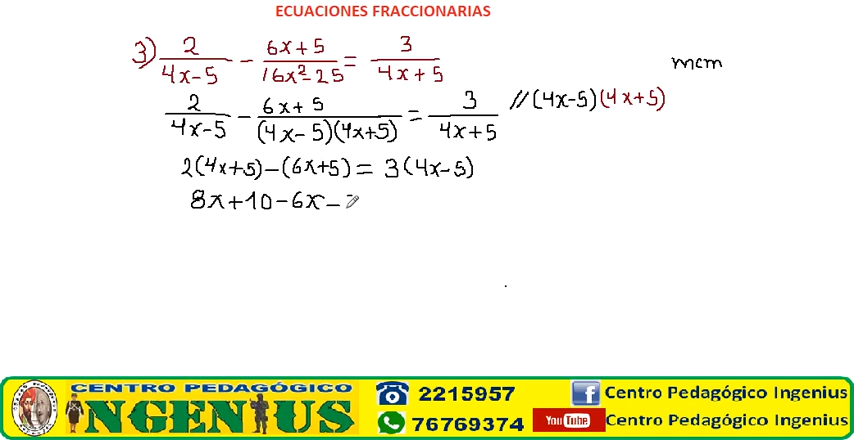 ECUACIONES FRACCIONARIAS
3) 2/(4x-5) - (6x+5)/(16x²-25) = 3/(4x+5)
mcm
2/(4x-5) - (6x+5)/((4x-5)(4x+5)) = 3/(4x+5) //(4x-5)(4x+5)
2(4x+5)-(6x+5) = 3(4x-5)
8x+10-6x-
CENTRO PEDAGÓGICO
INGENIUS
2215957
76769374
f Centro Pedagógico Ingenius
YouTube Centro Pedagógico Ingenius